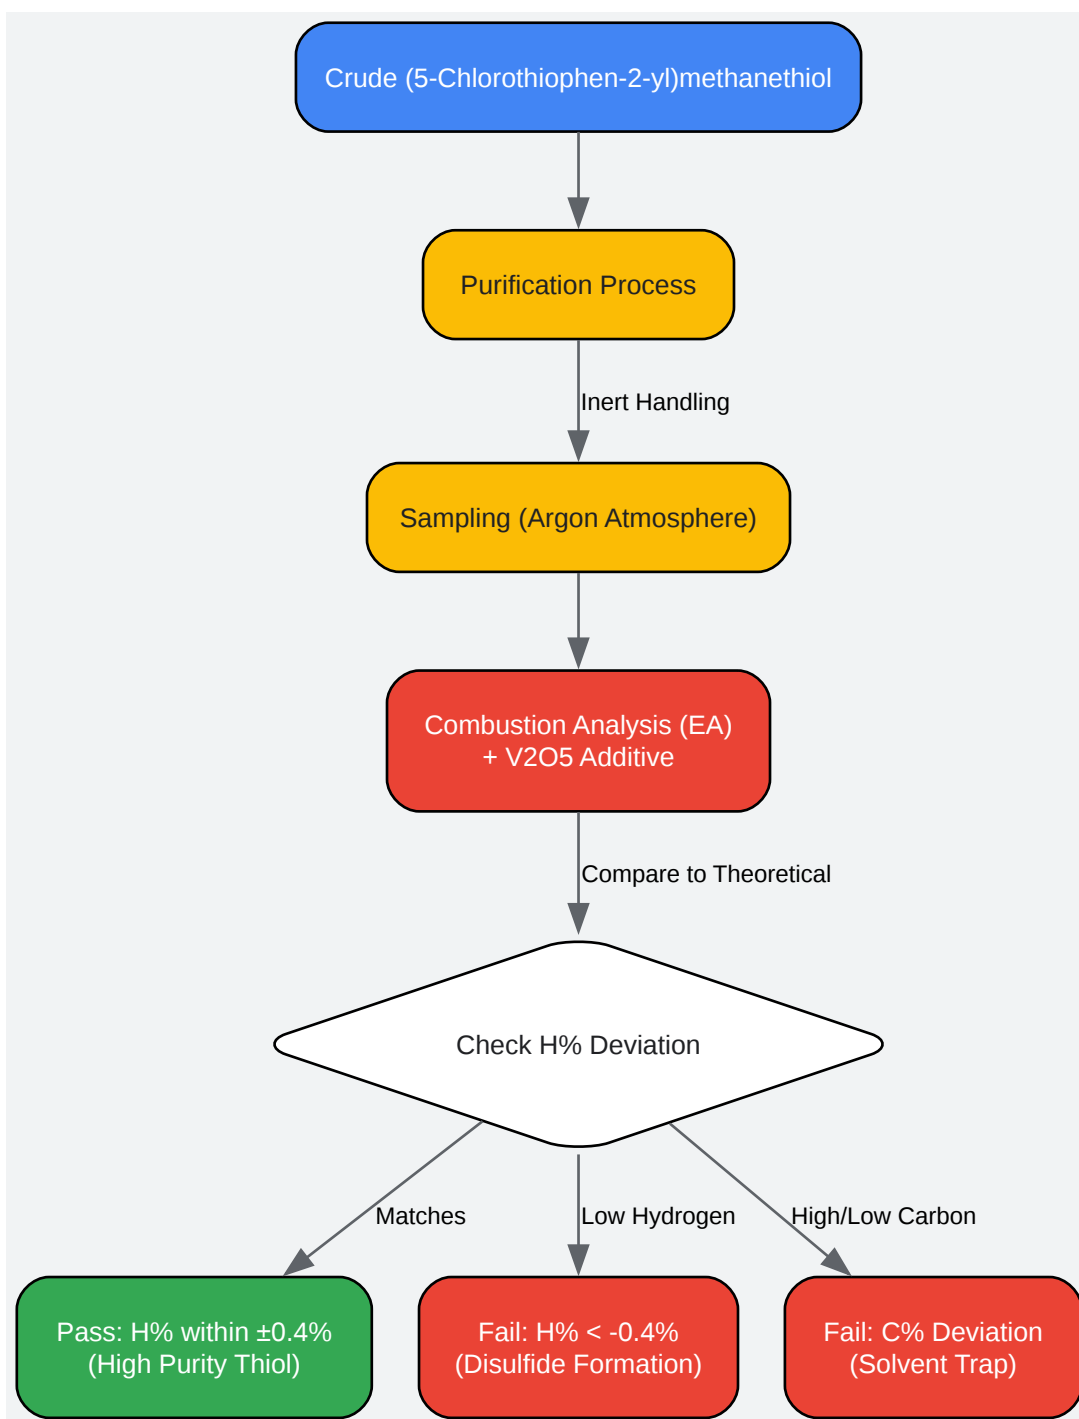 Crude (5-Chlorothiophen-2-yl)methanethiol
Purification Process
Inert Handling
Sampling (Argon Atmosphere)
Combustion Analysis (EA)
+ V2O5 Additive
Compare to Theoretical
Check H% Deviation
Matches
Low Hydrogen
High/Low Carbon
Pass: H% within ±0.4%
(High Purity Thiol)
Fail: H% < -0.4%
(Disulfide Formation)
Fail: C% Deviation
(Solvent Trap)